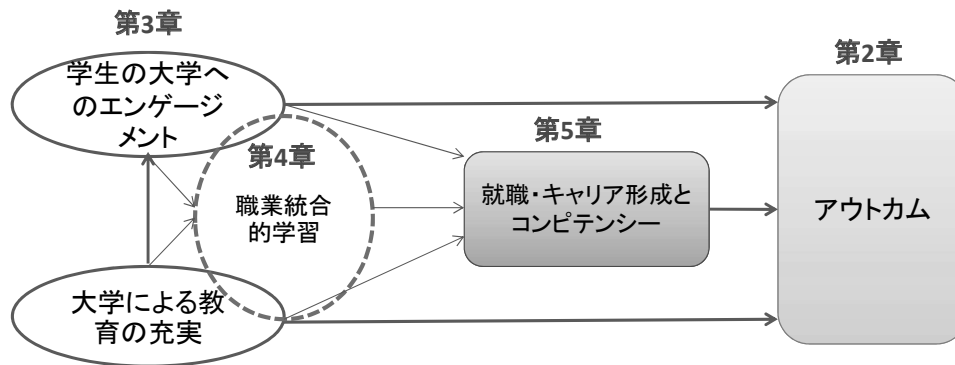 第3章
学生の大学へ
のエンゲージ
メント
第4章
職業統合
的学習
大学による教
育の充実
第5章
就職・キャリア形成と
コンピテンシー
第2章
アウトカム